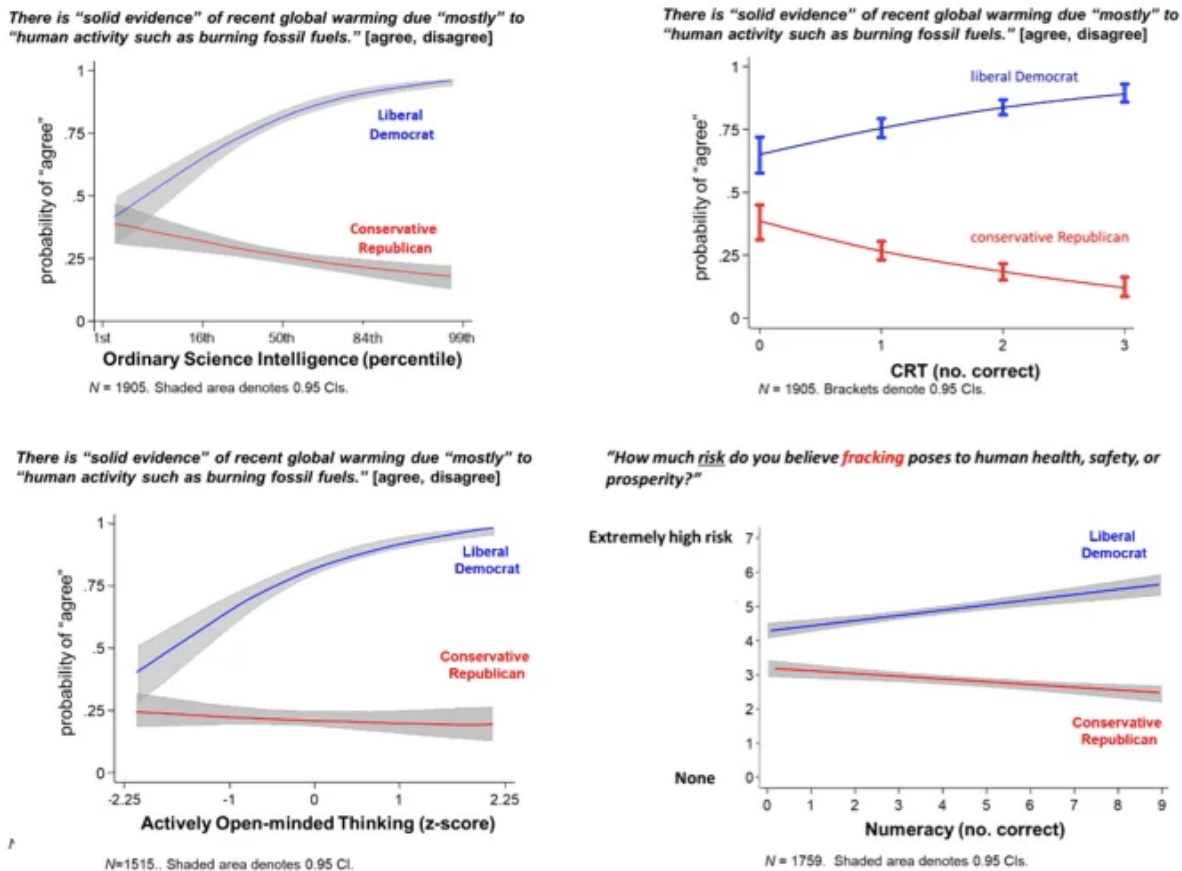 There is “solid evidence” of recent global warming due “mostly” to
“human activity such as burning fossil fuels.” [agree, disagree]
probability of “agree”
1
.75
.5
.25
0
Liberal
Democrat
Conservative
Republican
1st
16th
50th
84th
99th
Ordinary Science Intelligence (percentile)
N = 1905. Shaded area denotes 0.95 CIs.
There is “solid evidence” of recent global warming due “mostly” to
“human activity such as burning fossil fuels.” [agree, disagree]
probability of “agree”
1
.75
.5
.25
0
liberal Democrat
conservative Republican
0
1
2
3
CRT (no. correct)
N = 1905. Brackets denote 0.95 CIs.
There is “solid evidence” of recent global warming due “mostly” to
“human activity such as burning fossil fuels.” [agree, disagree]
probability of “agree”
1
.75
.5
.25
0
Liberal
Democrat
Conservative
Republican
-2.25
-1
0
1
2.25
Actively Open-minded Thinking (z-score)
N=1515.. Shaded area denotes 0.95 CI.
“How much risk do you believe fracking poses to human health, safety, or
prosperity?”
Extremely high risk
None
7
6
5
4
3
2
1
0
Liberal
Democrat
Conservative
Republican
0
1
2
3
4
5
6
7
8
9
Numeracy (no. correct)
N = 1759. Shaded area denotes 0.95 CIs.